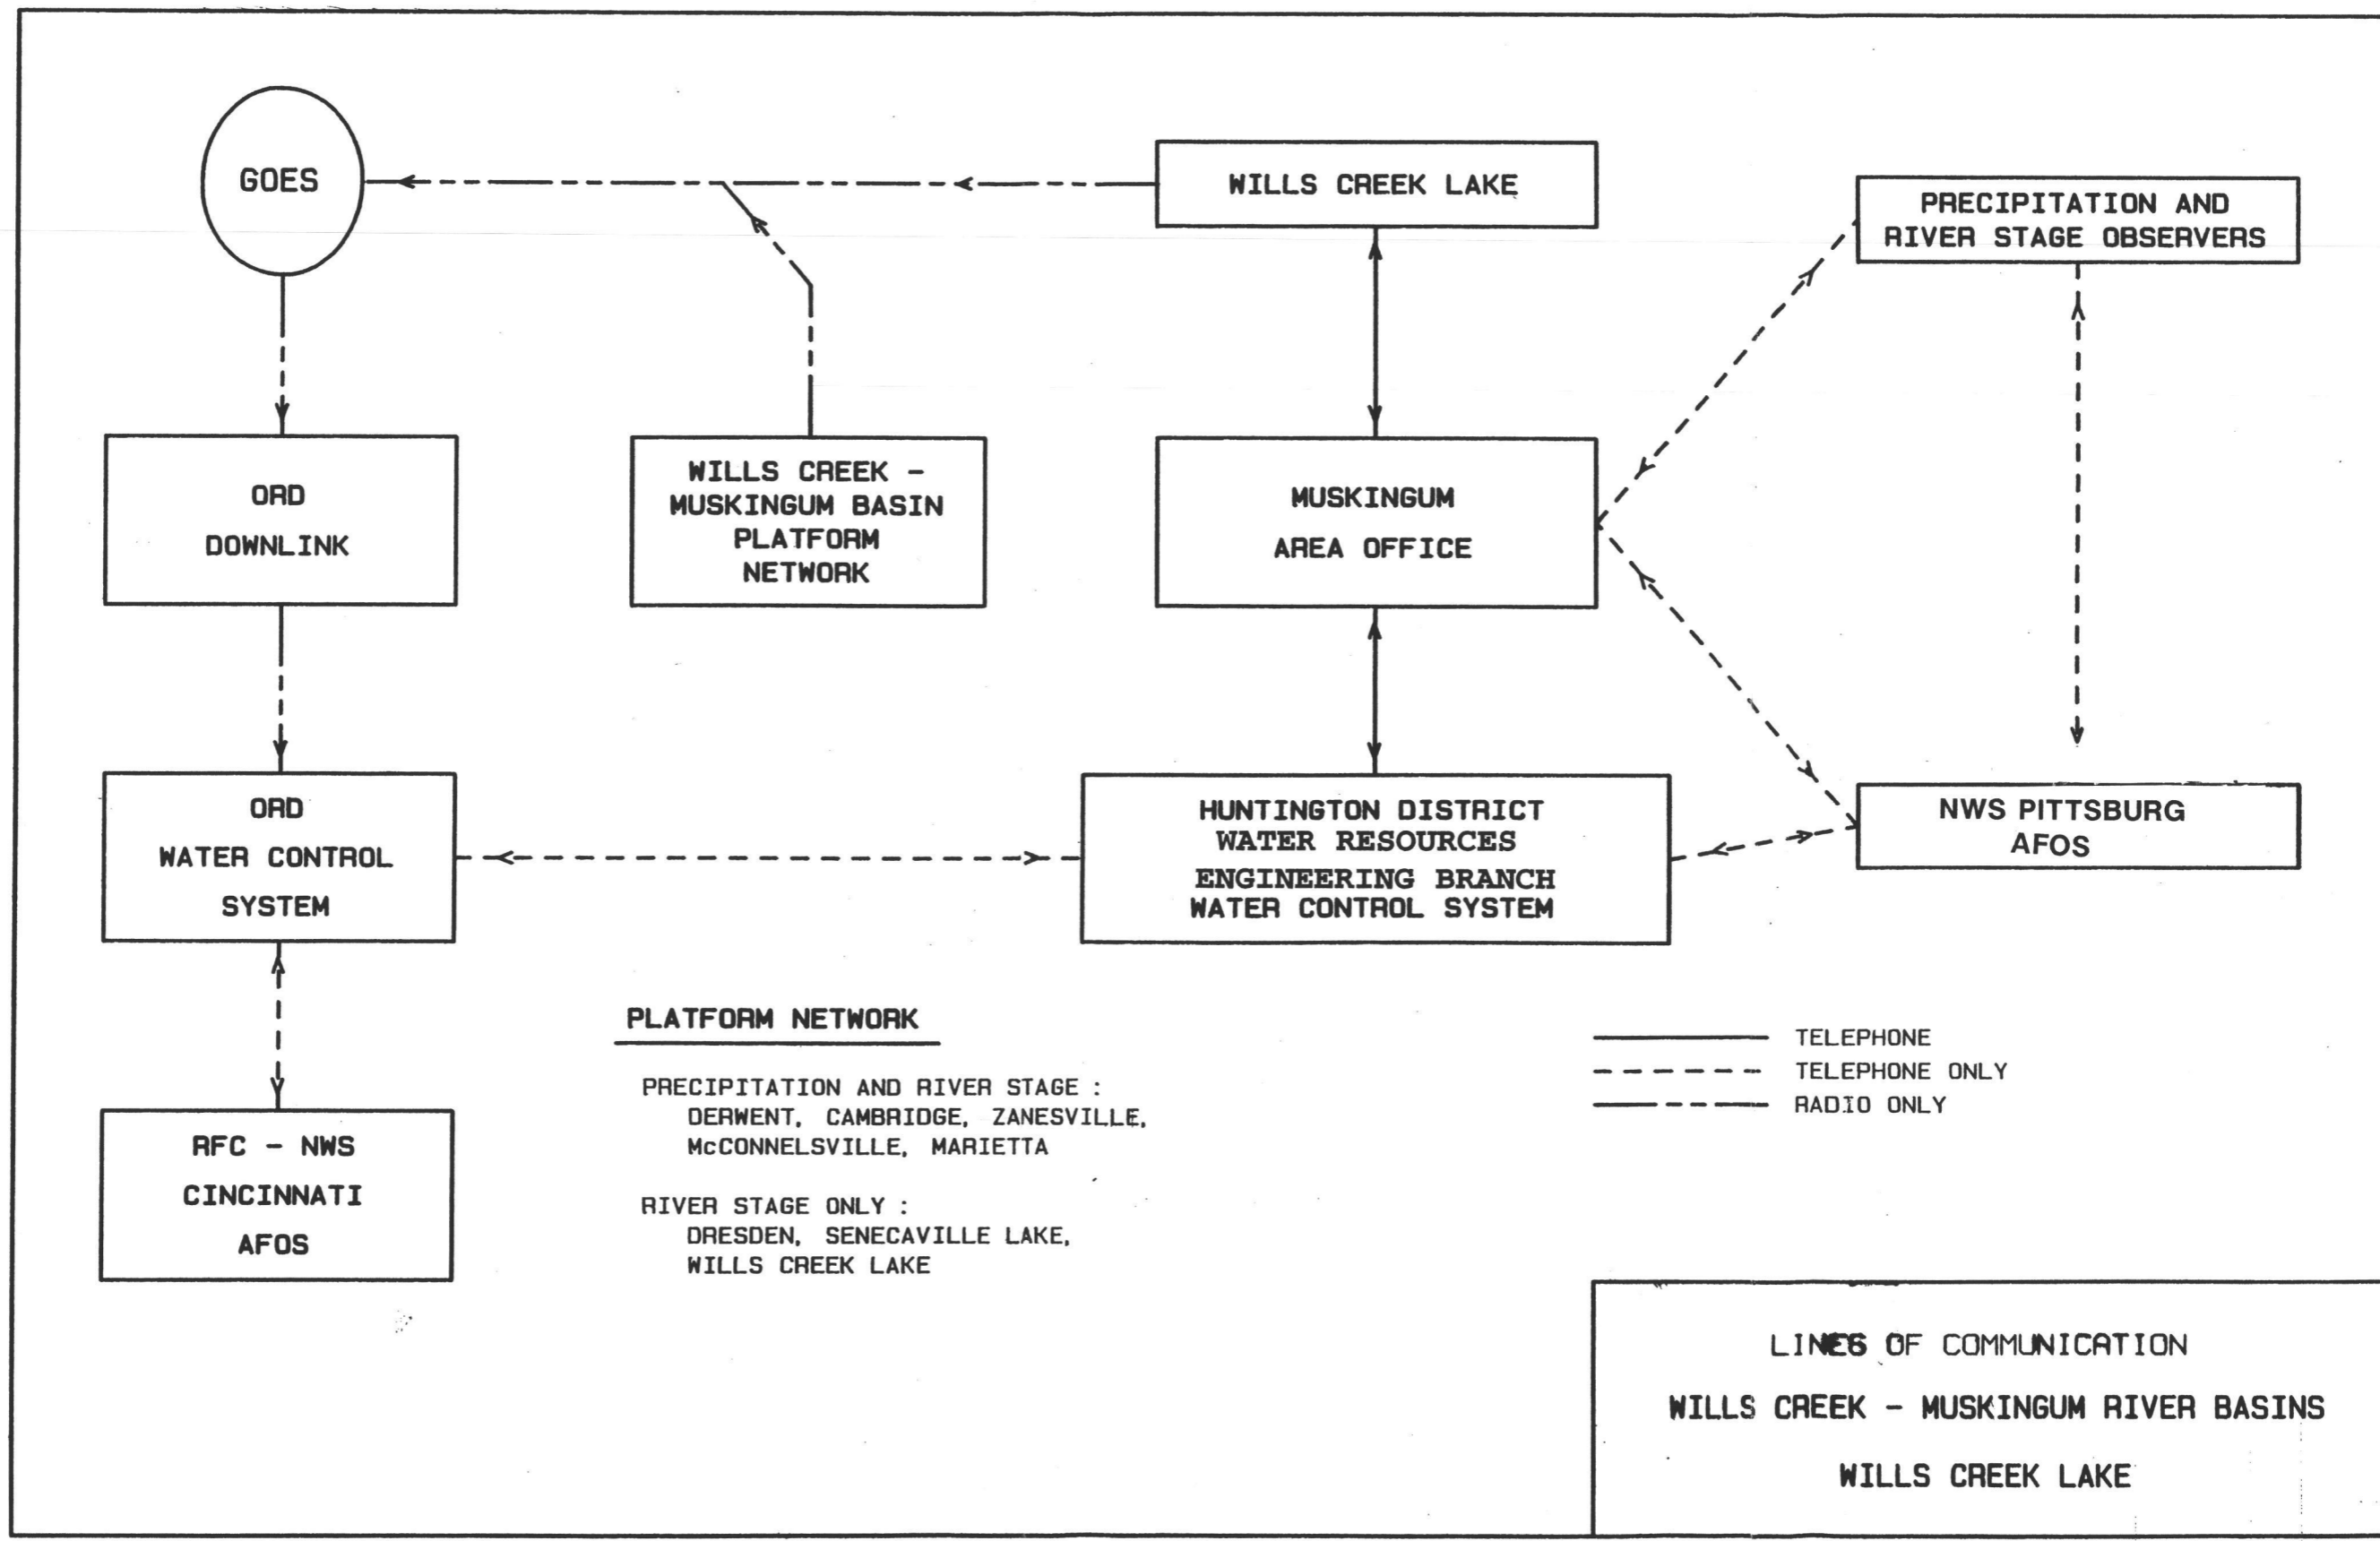 GOES
WILLS CREEK LAKE
PRECIPITATION AND
RIVER STAGE OBSERVERS
ORD
DOWNLINK
WILLS CREEK -
MUSKINGUM BASIN
PLATFORM
NETWORK
MUSKINGUM
AREA OFFICE
ORD
WATER CONTROL
SYSTEM
HUNTINGTON DISTRICT
WATER RESOURCES
ENGINEERING BRANCH
WATER CONTROL SYSTEM
NWS PITTSBURG
AFOS
RFC - NWS
CINCINNATI
AFOS
PLATFORM NETWORK
PRECIPITATION AND RIVER STAGE :
DERWENT, CAMBRIDGE, ZANESVILLE,
McCONNELSVILLE, MARIETTA
RIVER STAGE ONLY :
DRESDEN, SENECAVILLE LAKE,
WILLS CREEK LAKE
TELEPHONE
TELEPHONE ONLY
RADIO ONLY
LINES OF COMMUNICATION
WILLS CREEK - MUSKINGUM RIVER BASINS
WILLS CREEK LAKE